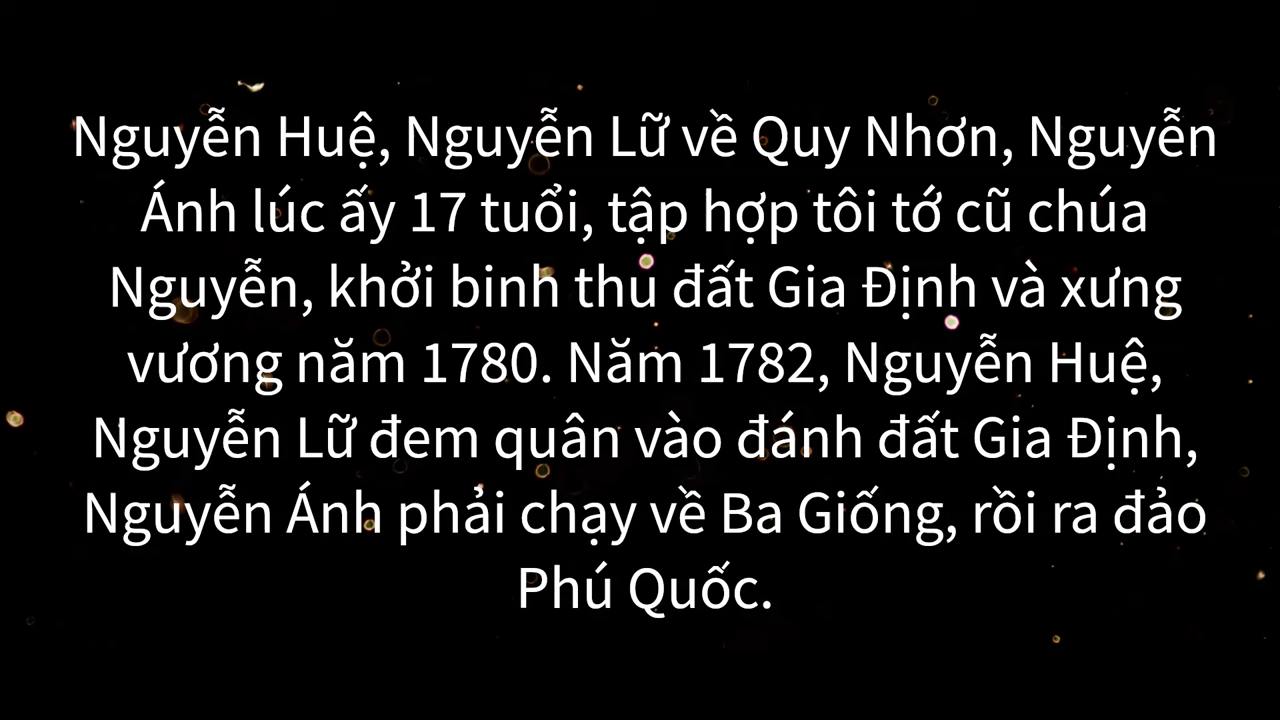 Nguyễn Huệ, Nguyễn Lữ về Quy Nhơn, Nguyễn
Ánh lúc ấy 17 tuổi, tập hợp tôi tớ cũ chúa
Nguyễn, khởi binh thu đất Gia Định và xưng
vương năm 1780. Năm 1782, Nguyễn Huệ,
Nguyễn Lữ đem quân vào đánh đất Gia Định,
Nguyễn Ánh phải chạy về Ba Giống, rồi ra đảo
Phú Quốc.